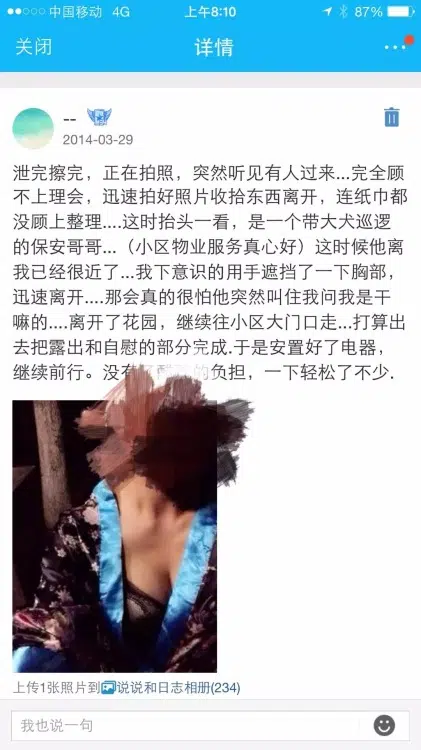 中国移动 4G 上午8:10 87%
关闭 详情
--
2014-03-29
泄完擦完，正在拍照，突然听见有人过来...完全顾
不上理会，迅速拍好照片收拾东西离开，连纸巾都
没顾上整理....这时抬头一看，是一个带大犬巡逻
的保安哥哥...（小区物业服务真心好）这时候他离
我已经很近了...我下意识的用手遮挡了一下胸部，
迅速离开....那会真的很怕他突然叫住我问我是干
嘛的....离开了花园，继续往小区大门口走...打算出
去把露出和自慰的部分完成.于是安置好了电器，
继续前行。没有 的负担，一下轻松了不少.
上传1张照片到说说和日志相册(234)
我也说一句